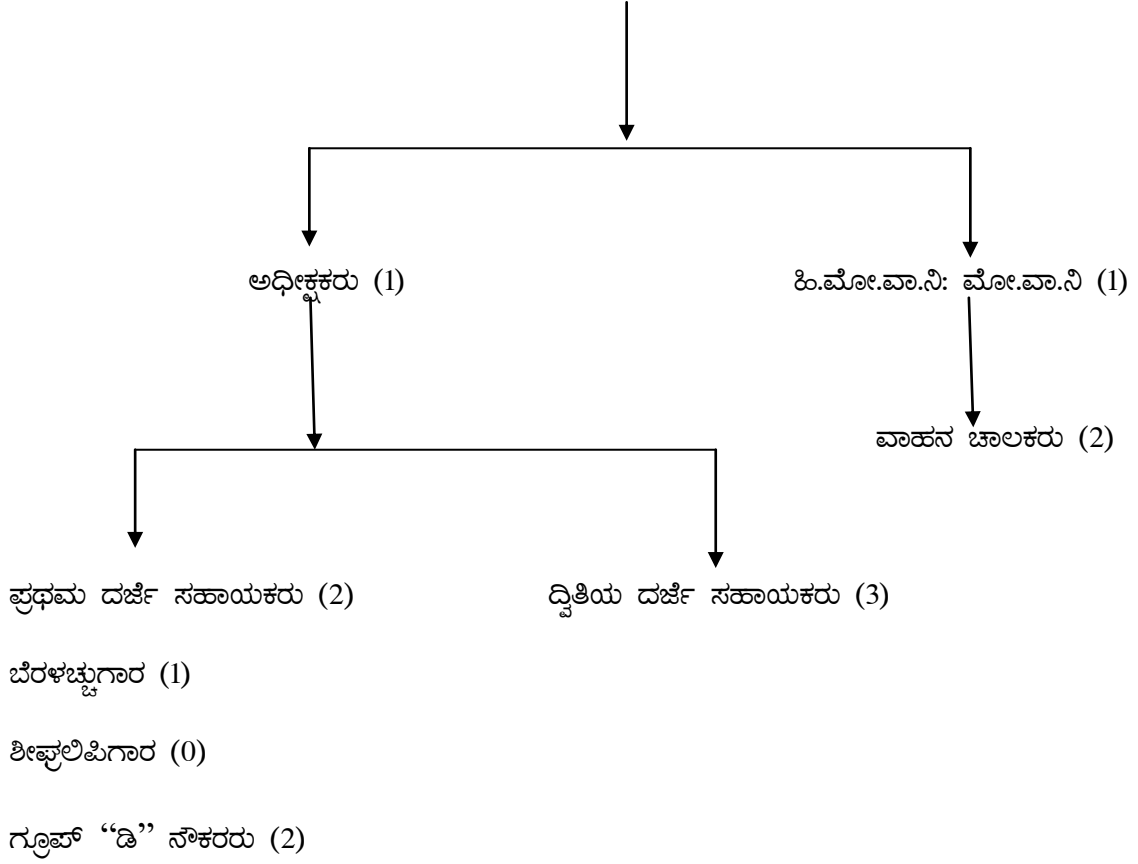 ಅಧೀಕ್ಷಕರು (1) ಹಿ.ಮೋ.ವಾ.ನಿ: ಮೋ.ವಾ.ನಿ (1)
ವಾಹನ ಚಾಲಕರು (2)
ಪ್ರಥಮ ದರ್ಜೆ ಸಹಾಯಕರು (2) ದ್ವಿತಿಯ ದರ್ಜೆ ಸಹಾಯಕರು (3)
ಬೆರಳಚ್ಚುಗಾರ (1)
ಶೀಘ್ರಲಿಪಿಗಾರ (0)
ಗ್ರೂಪ್ “ಡಿ” ನೌಕರರು (2)